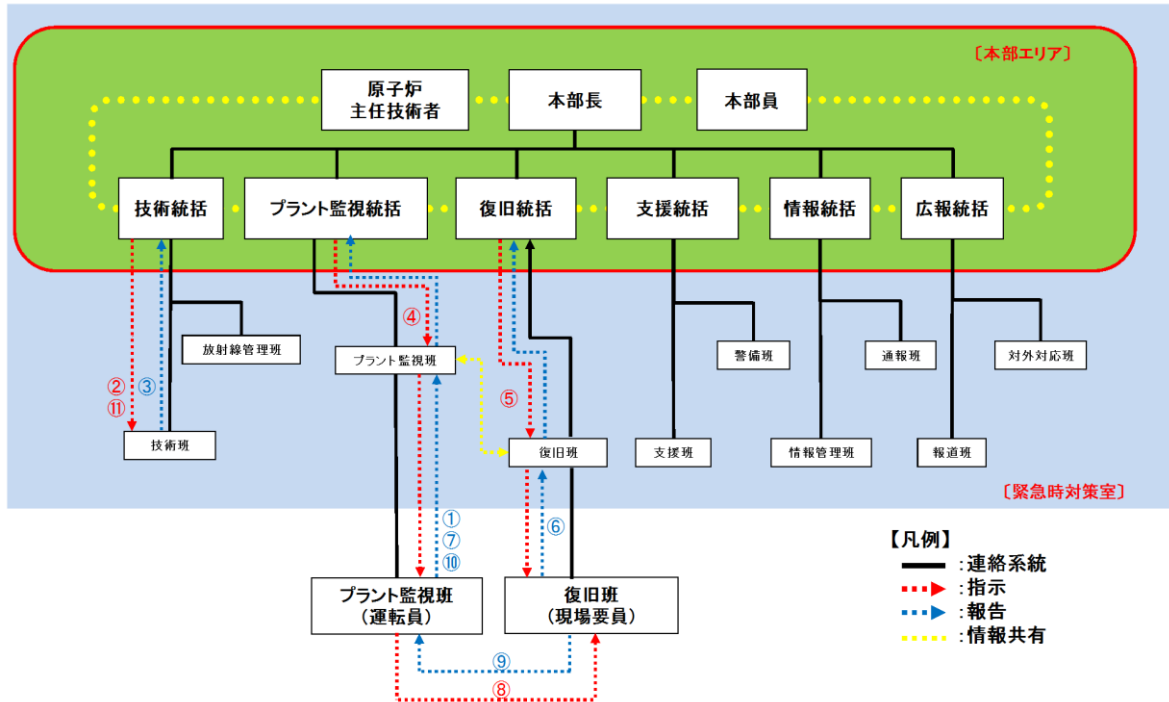 〔本部エリア〕
原子炉
主任技術者
本部長
本部員
技術統括
プラント監視統括
復旧統括
支援統括
情報統括
広報統括
④
放射線管理班
プラント監視班
警備班
通報班
対外対応班
②
⑪
③
⑤
技術班
復旧班
支援班
情報管理班
報道班
〔緊急時対策室〕
①
⑦
⑩
⑥
【凡例】
:連絡系統
:指示
:報告
:情報共有
プラント監視班
(運転員)
復旧班
(現場要員)
⑨
⑧